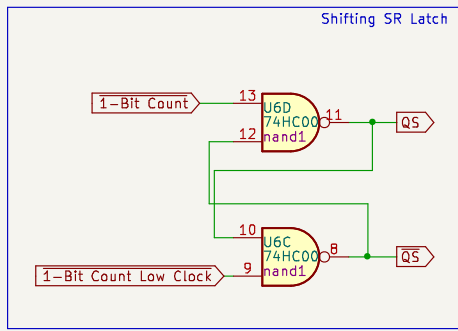 Shifting SR Latch
1-Bit Count
13
12
U6D
74HC00
nand1
11
QS
10
9
U6C
74HC00
nand1
8
1-Bit Count Low Clock
QS